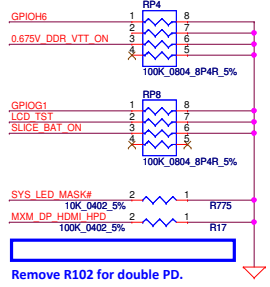 RP4
GPIOH6 1 8
2 7
0.675V_DDR_VTT_ON 3 6
4 5
100K_0804_8P4R_5%
RP8
GPIOG1 1 8
LCD_TST 2 7
SLICE_BAT_ON 3 6
4 5
100K_0804_8P4R_5%
SYS_LED_MASK# 2 1
10K_0402_5% R775
MXM_DP_HDMI_HPD 2 1
100K_0402_5% R17
Remove R102 for double PD.